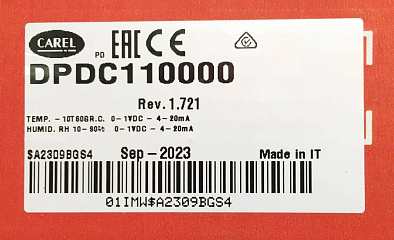 CAREL
PD EAC CE
DPDC110000
Rev. 1.721
TEMP. -10T60GR.C. 0-1VDC - 4-20mA
HUMID. RH 10-90% 0-1VDC - 4-20mA
$A2309BGS4 Sep-2023 Made in IT
01IMW$A2309BGS4